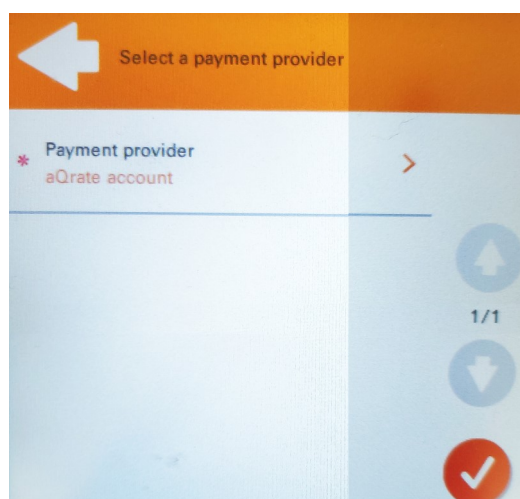 Select a payment provider
* Payment provider
aQrate account
1/1